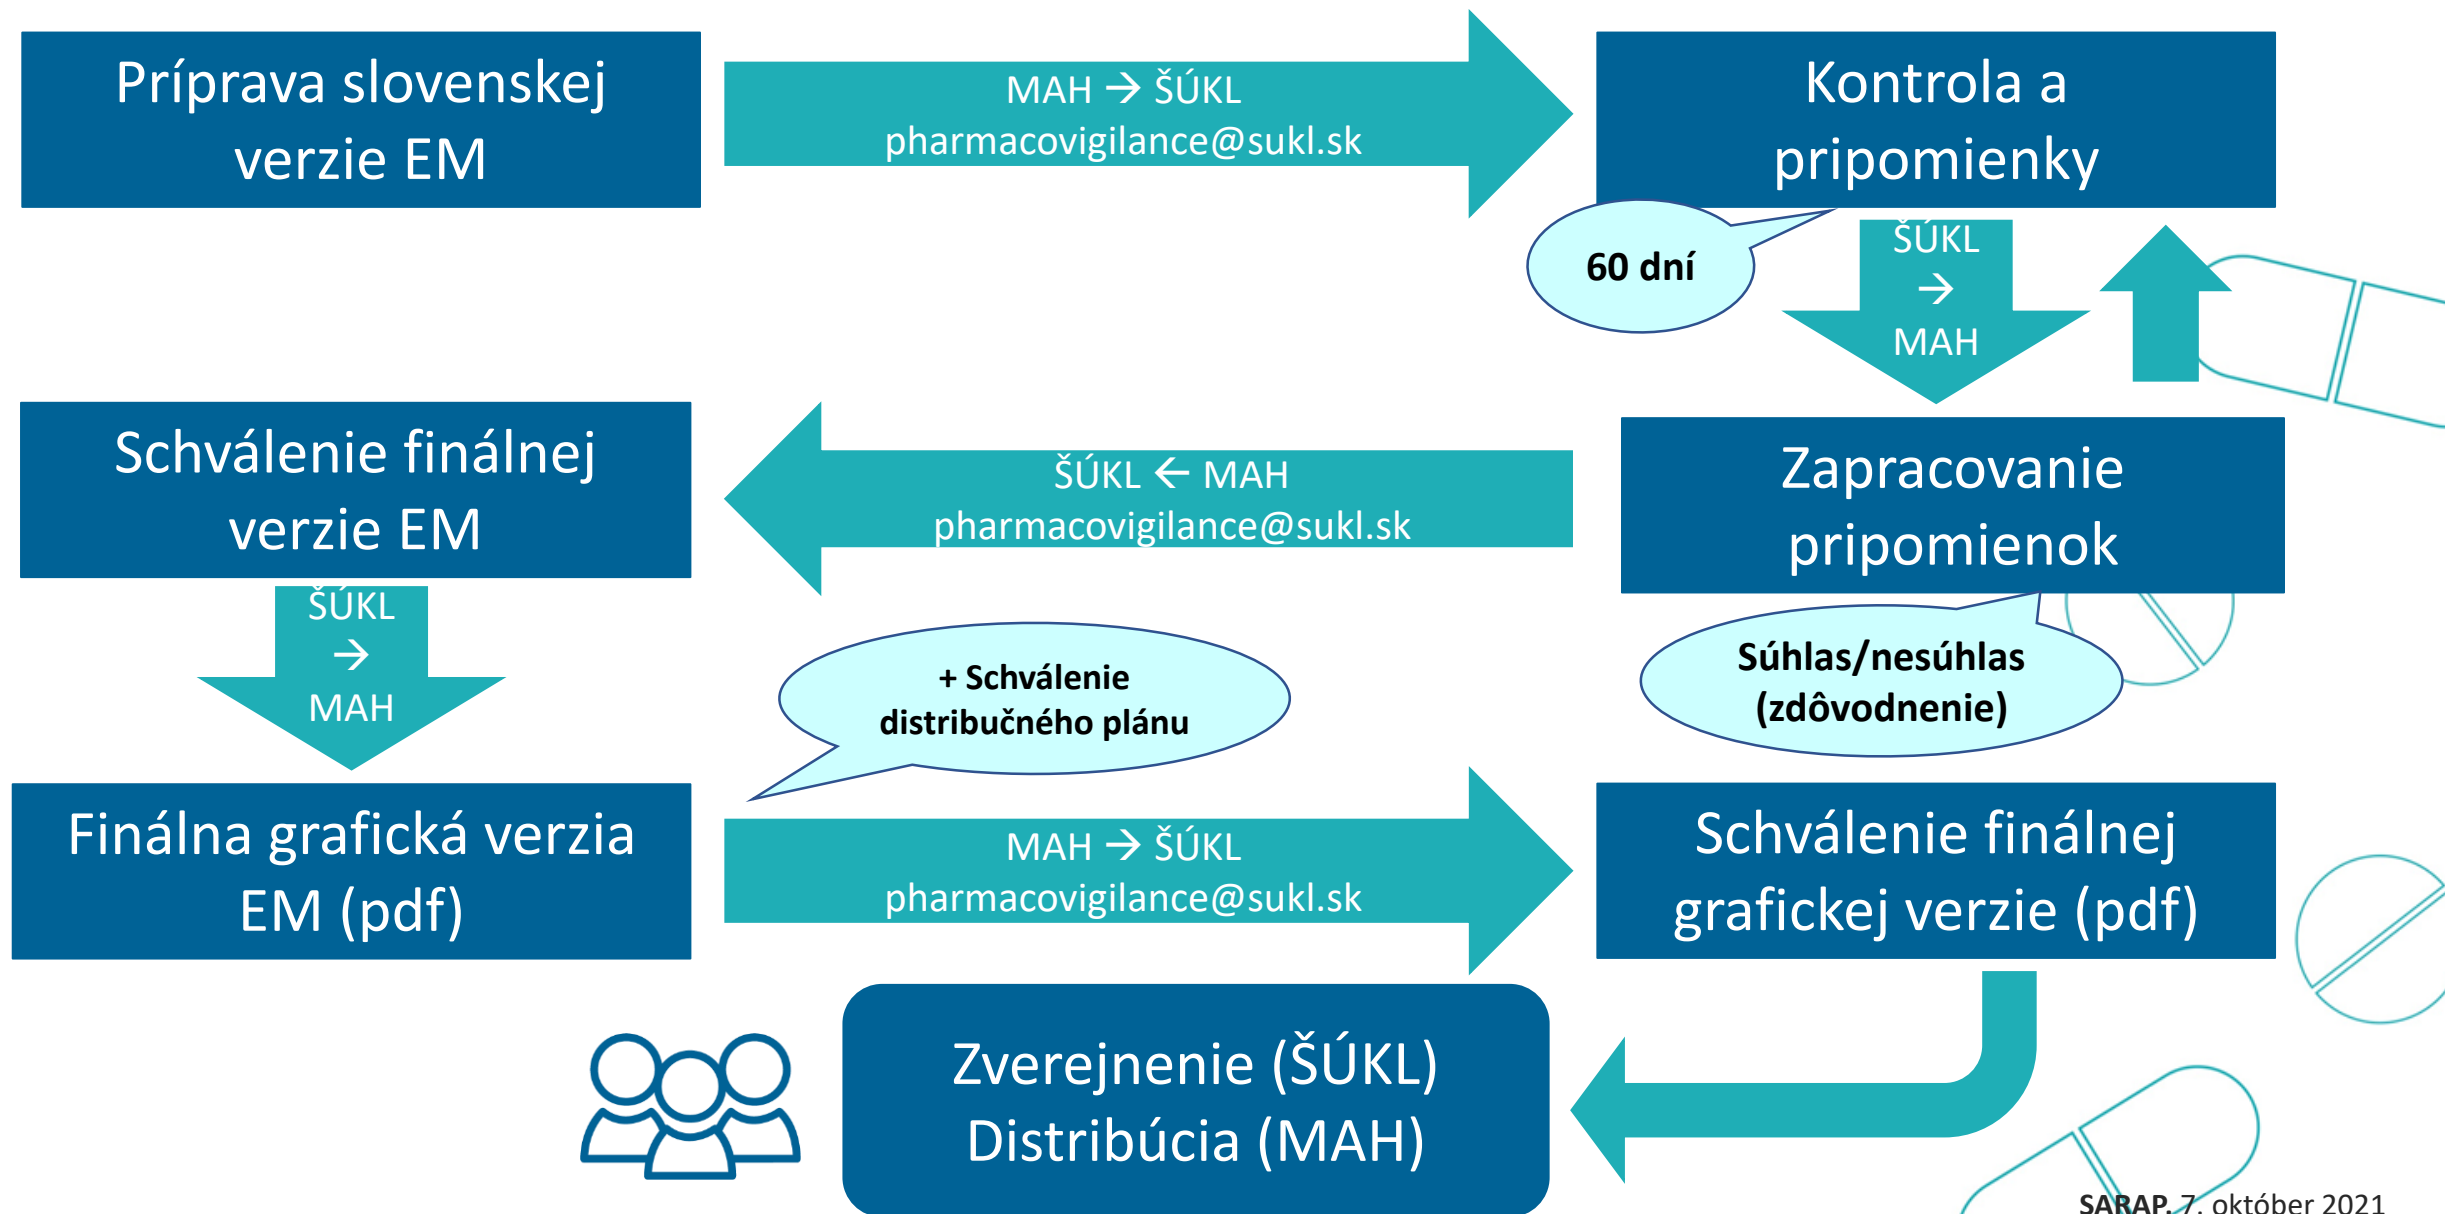 Príprava slovenskej
verzie EM
MAH → ŠÚKL
pharmacovigilance@sukl.sk
Kontrola a
pripomienky
60 dní
ŠÚKL
→
MAH
Schválenie finálnej
verzie EM
ŠÚKL ← MAH
pharmacovigilance@sukl.sk
Zapracovanie
pripomienok
ŠÚKL
→
MAH
+ Schválenie
distribučného plánu
Súhlas/nesúhlas
(zdôvodnenie)
Finálna grafická verzia
EM (pdf)
MAH → ŠÚKL
pharmacovigilance@sukl.sk
Schválenie finálnej
grafickej verzie (pdf)
Zverejnenie (ŠÚKL)
Distribúcia (MAH)
SARAP. 7. október 2021